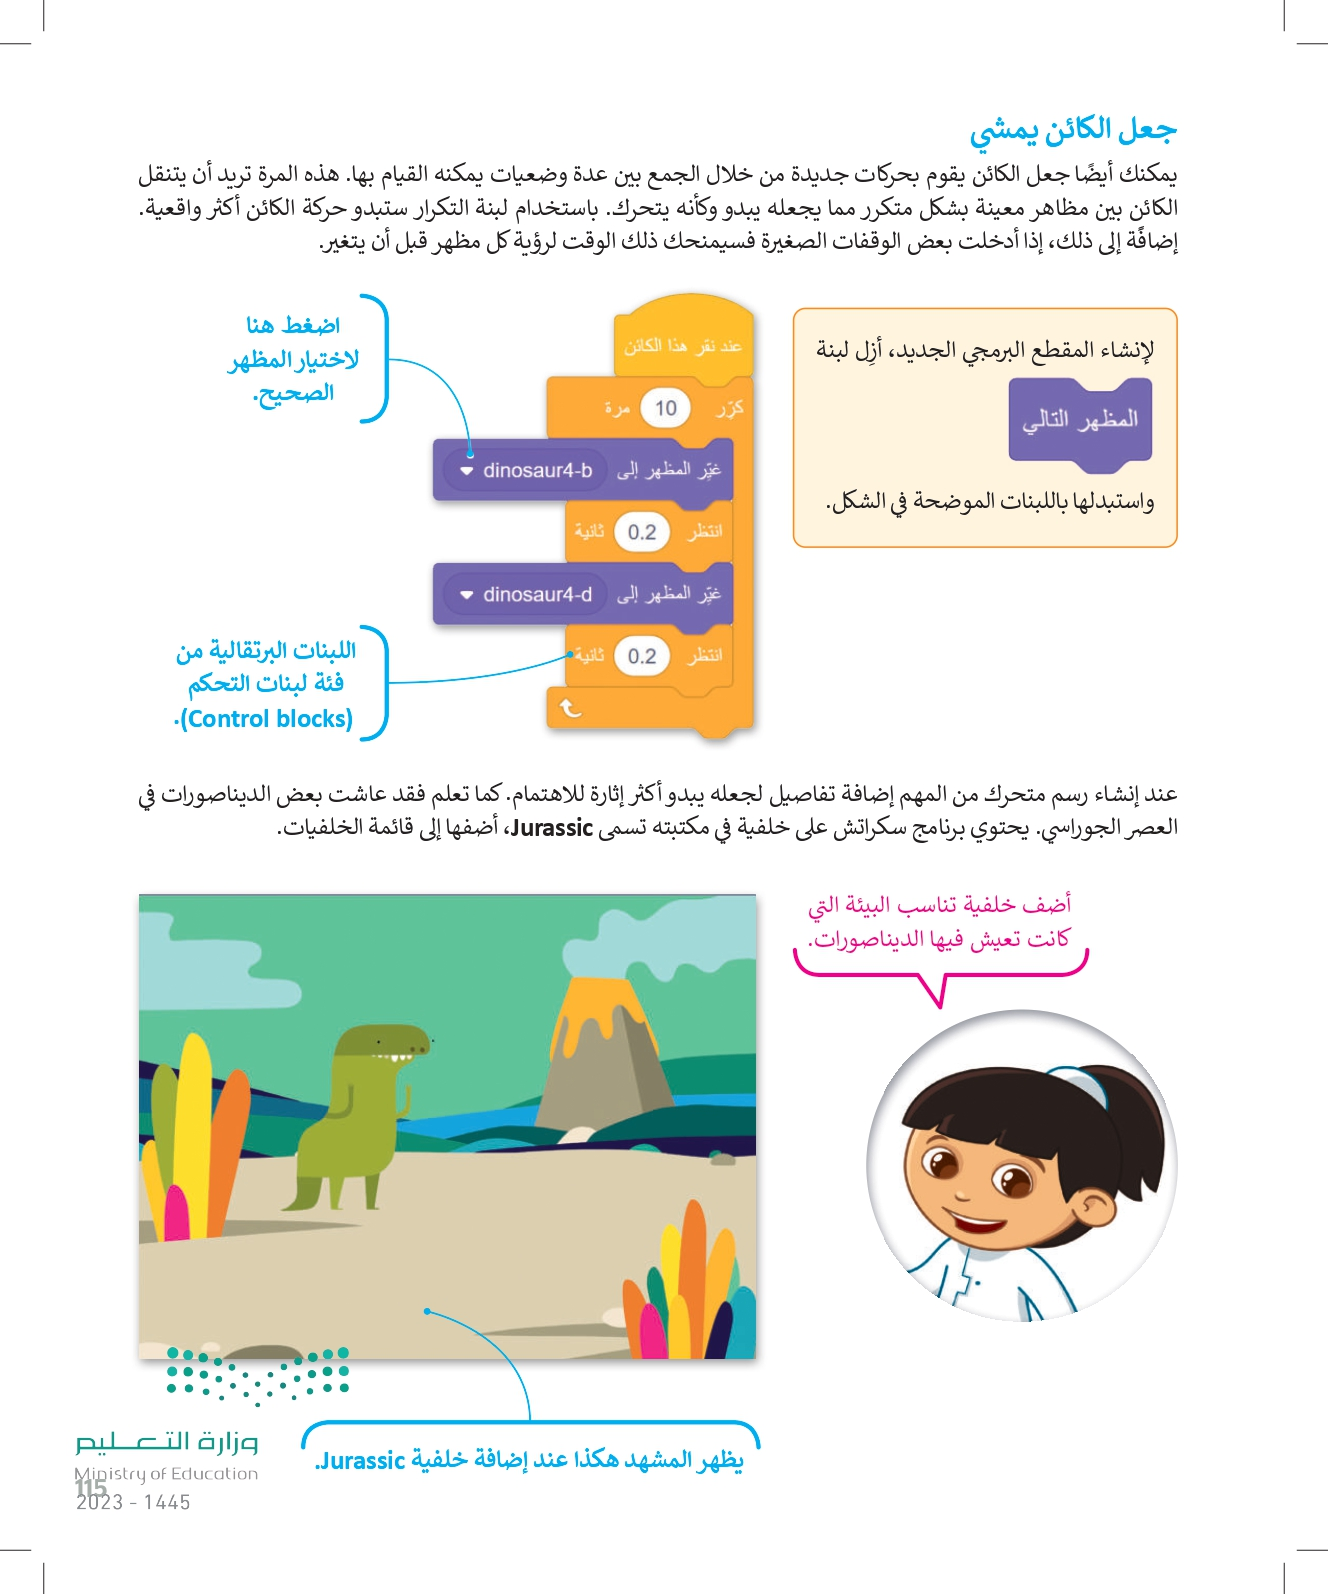 جعل الكائن يمشي
يمكنك أيضًا جعل الكائن يقوم بحركات جديدة من خلال الجمع بين عدة وضعيات يمكنه القيام بها. هذه المرة تريد أن يتنقل
الكائن بين مظاهر معينة بشكل متكرر مما يجعله يبدو وكأنه يتحرك. باستخدام لبنة التكرار ستبدو حركة الكائن أكثر واقعية.
إضافًة إلى ذلك، إذا أدخلت بعض الوقفات الصغيرة فسيمنحك ذلك الوقت لرؤية كل مظهر قبل أن يتغير.
لإنشاء المقطع البرمجي الجديد، أزِل لبنة
المظهر التالي
واستبدلها باللبنات الموضحة في الشكل.
عند نقر هذا الكائن
كرّر 10 مرة
غيّر المظهر إلى dinosaur4-b
انتظر 0.2 ثانية
غيّر المظهر إلى dinosaur4-d
انتظر 0.2 ثانية
اضغط هنا
لاختيار المظهر
الصحيح.
اللبنات البرتقالية من
فئة لبنات التحكم
(Control blocks).
عند إنشاء رسم متحرك من المهم إضافة تفاصيل لجعله يبدو أكثر إثارة للاهتمام. كما تعلم فقد عاشت بعض الديناصورات في
العصر الجوراسي. يحتوي برنامج سكراتش على خلفية في مكتبته تسمى Jurassic، أضفها إلى قائمة الخلفيات.
أضف خلفية تناسب البيئة التي
كانت تعيش فيها الديناصورات.
يظهر المشهد هكذا عند إضافة خلفية Jurassic.
وزارة التعليم
Ministry of Education
115
2023 - 1445